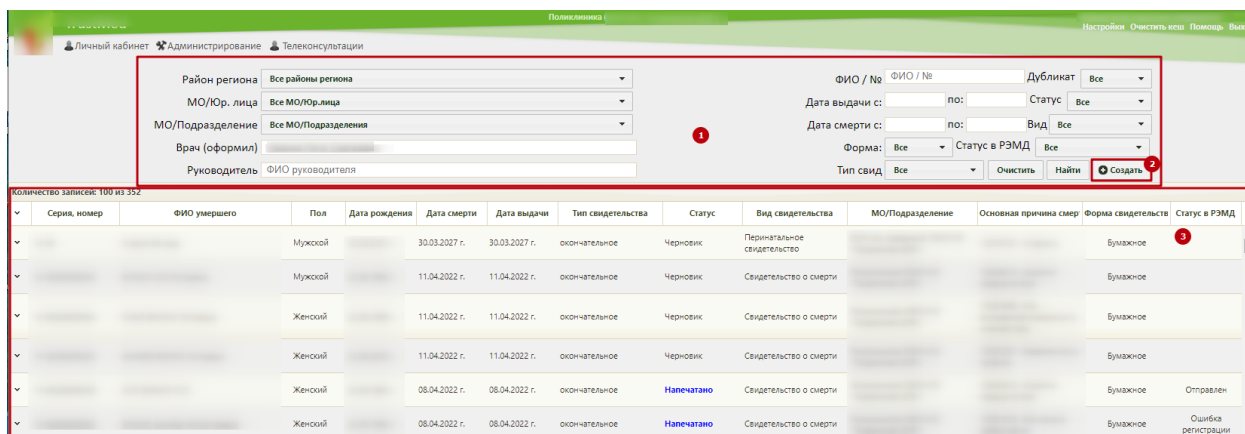 Поликлиника
Настройки Очистить кеш Помощь
Личный кабинет Администрирование Телеконсультации
Район региона Все районы региона ФИО / № ФИО / № Дубликат Все
МО/Юр. лица Все МО/Юр.лица Дата выдачи с: по: Статус Все
МО/Подразделение Все МО/Подразделения Дата смерти с: по: Вид Все
1
Врач (оформил) Форма: Все Статус в РЭМД Все
2
Руководитель ФИО руководителя Тип свид Все Очистить Найти Создать
Количество записей: 100 из 352
Серия, номер ФИО умершего Пол Дата рождения Дата смерти Дата выдачи Тип свидетельства Статус Вид свидетельства МО/Подразделение Основная причина смер Форма свидетельств Статус в РЭМД
3
Мужской 30.03.2027 г. 30.03.2027 г. окончательное Черновик Перинатальное свидетельство Бумажное
Мужской 11.04.2022 г. 11.04.2022 г. окончательное Черновик Свидетельство о смерти Бумажное
Женский 11.04.2022 г. 11.04.2022 г. окончательное Черновик Свидетельство о смерти Бумажное
Женский 11.04.2022 г. 11.04.2022 г. окончательное Черновик Свидетельство о смерти Бумажное
Женский 08.04.2022 г. 08.04.2022 г. окончательное Напечатано Свидетельство о смерти Бумажное Отправлен
Женский 08.04.2022 г. 08.04.2022 г. окончательное Напечатано Свидетельство о смерти Бумажное Ошибка регистрации